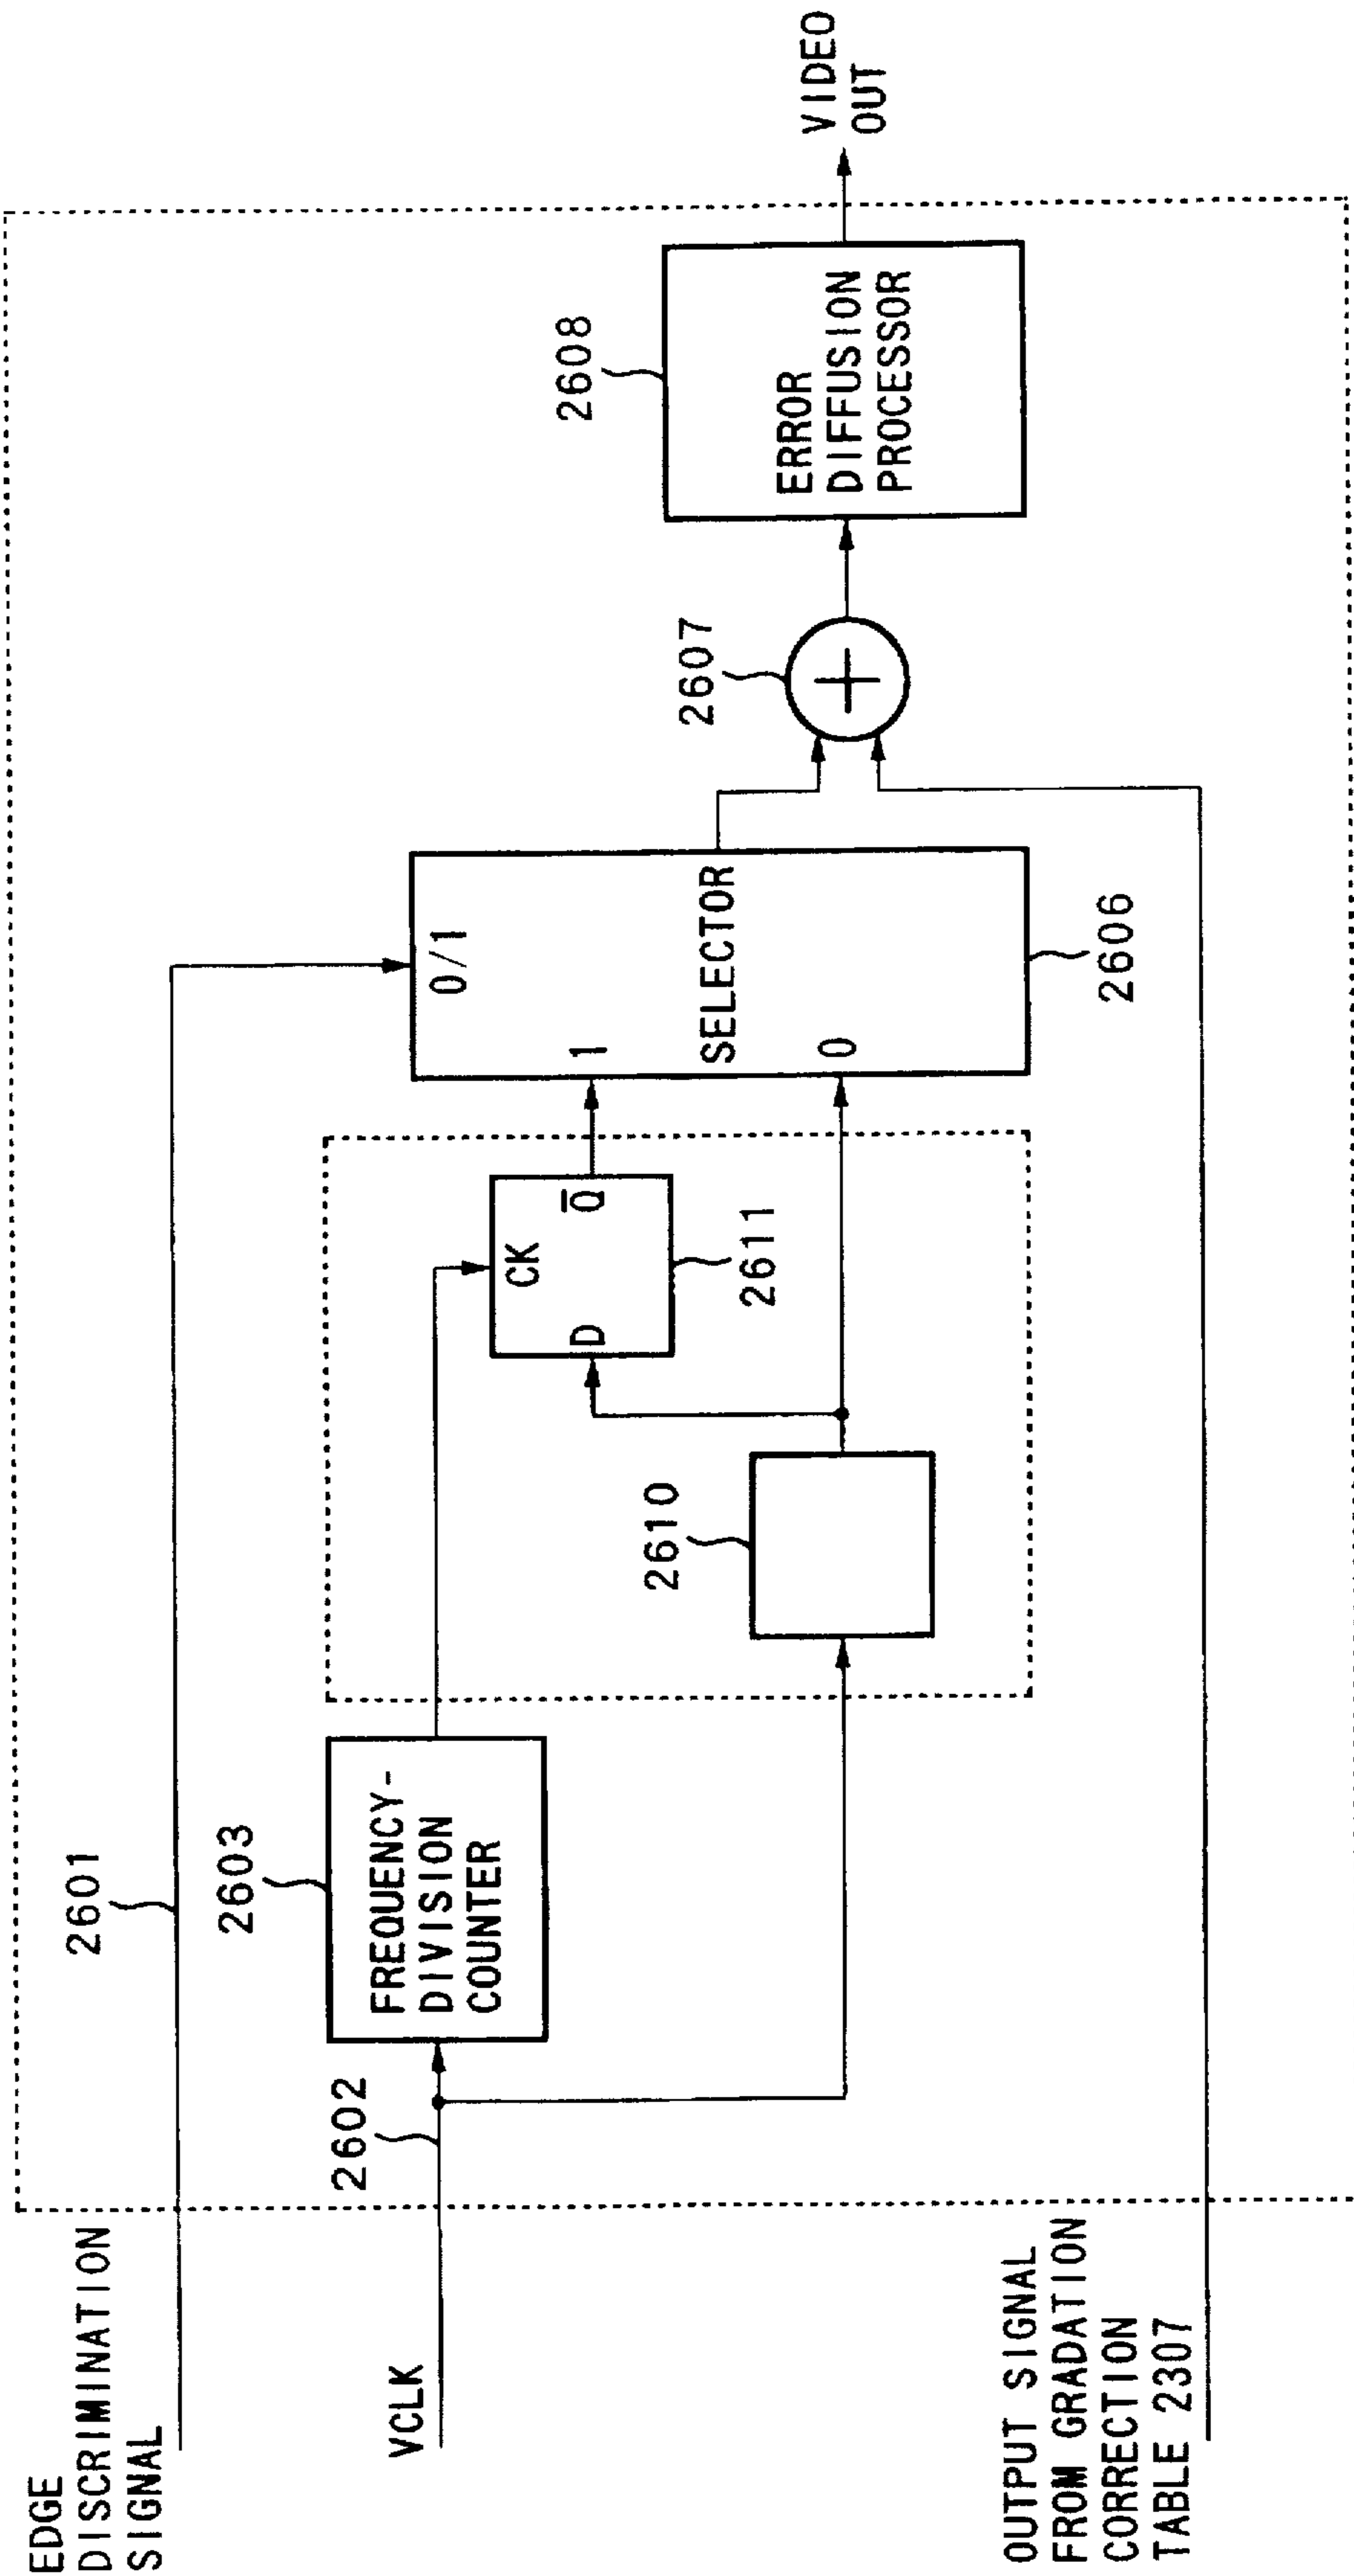 EDGE
DISCRIMINATION
SIGNAL
2601
VCLK
2602
2603
FREQUENCY-
DIVISION
COUNTER
2610
D
CK
Q̅
2611
0/1
1
SELECTOR
0
2606
2607
+
2608
ERROR
DIFFUSION
PROCESSOR
VIDEO
OUT
OUTPUT SIGNAL
FROM GRADATION
CORRECTION
TABLE 2307